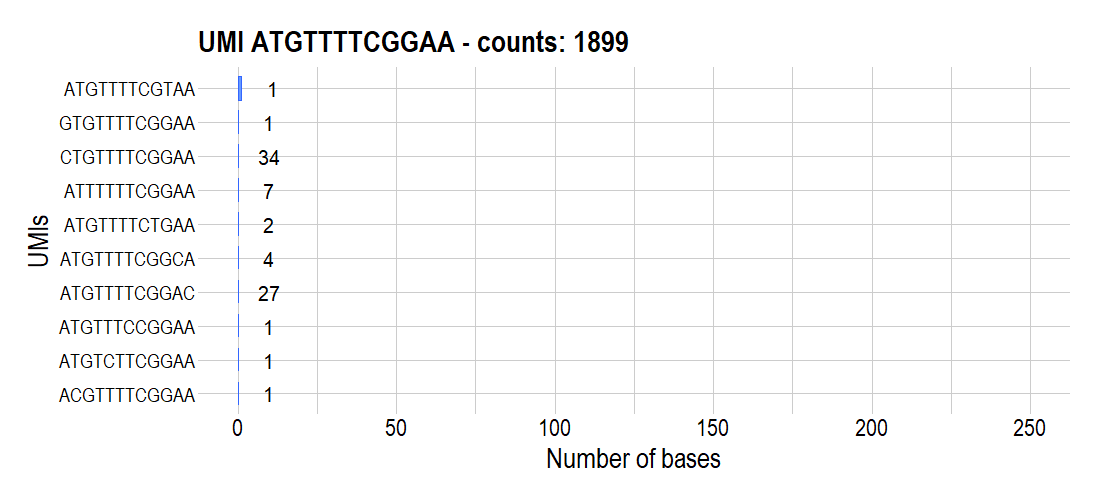 UMI ATGTTTTCGGAA - counts: 1899
ATGTTTTCGTAA 1
GTGTTTTCGGAA 1
CTGTTTTCGGAA 34
ATTTTTTCGGAA 7
ATGTTTTCTGAA 2
ATGTTTTCGGCA 4
ATGTTTTCGGAC 27
ATGTTTCCGGAA 1
ATGTCTTCGGAA 1
ACGTTTTCGGAA 1
UMIs
0 50 100 150 200 250
Number of bases